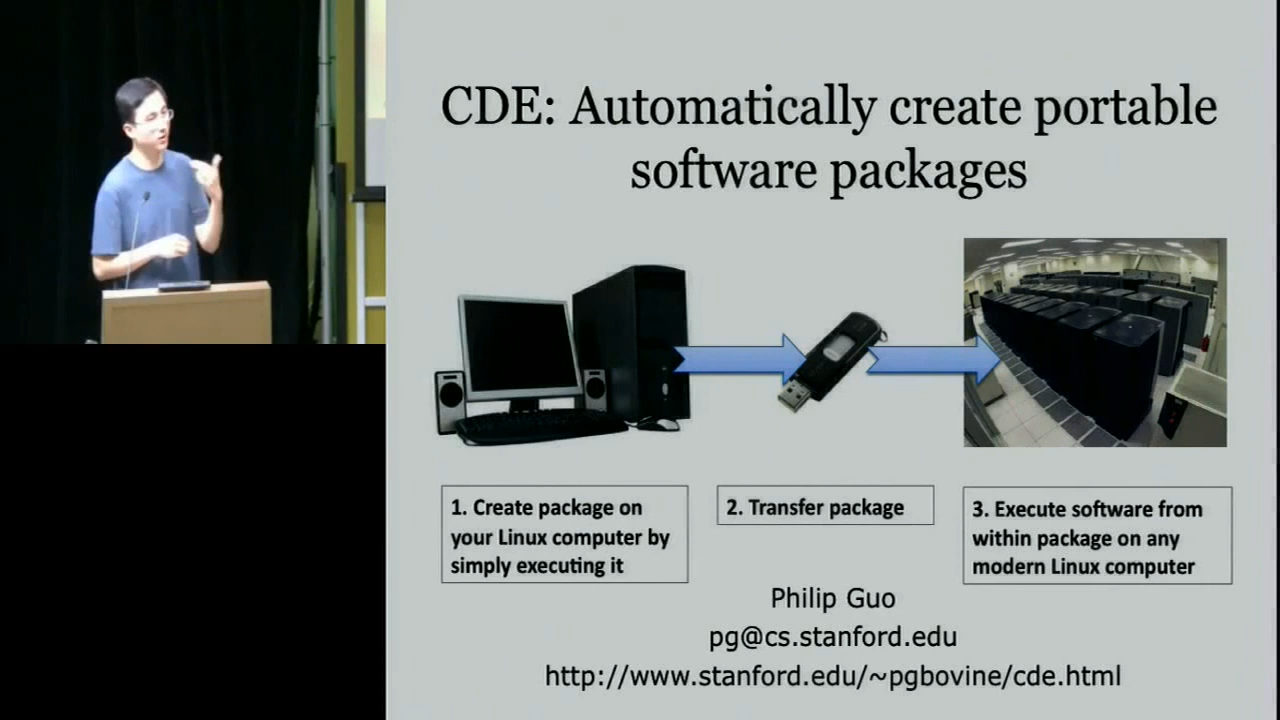 CDE: Automatically create portable
software packages
1. Create package on
your Linux computer by
simply executing it
2. Transfer package
3. Execute software from
within package on any
modern Linux computer
Philip Guo
pg@cs.stanford.edu
http://www.stanford.edu/~pgbovine/cde.html